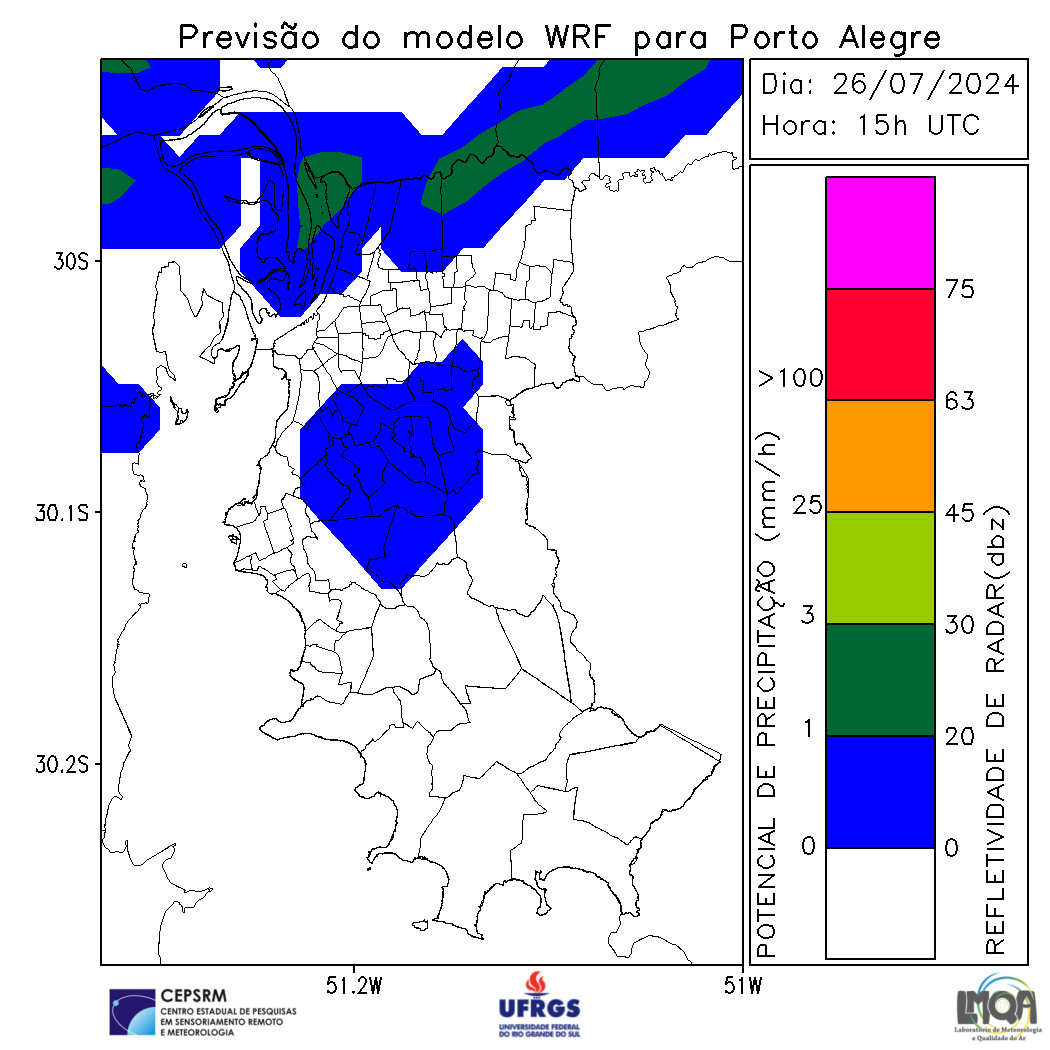 Previsão do modelo WRF para Porto Alegre
Dia: 26/07/2024
Hora: 15h UTC
30S
30.1S
30.2S
51.2W
51W
POTENCIAL DE PRECIPITAÇÃO (mm/h)
>100
25
3
1
0
75
63
45
30
20
0
REFLETIVIDADE DE RADAR(dbz)
CEPSRM
CENTRO ESTADUAL DE PESQUISAS
EM SENSORIAMENTO REMOTO
E METEOROLOGIA
UFRGS
UNIVERSIDADE FEDERAL
DO RIO GRANDE DO SUL
LMQA
Laboratório de Meteorologia
e Qualidade do Ar